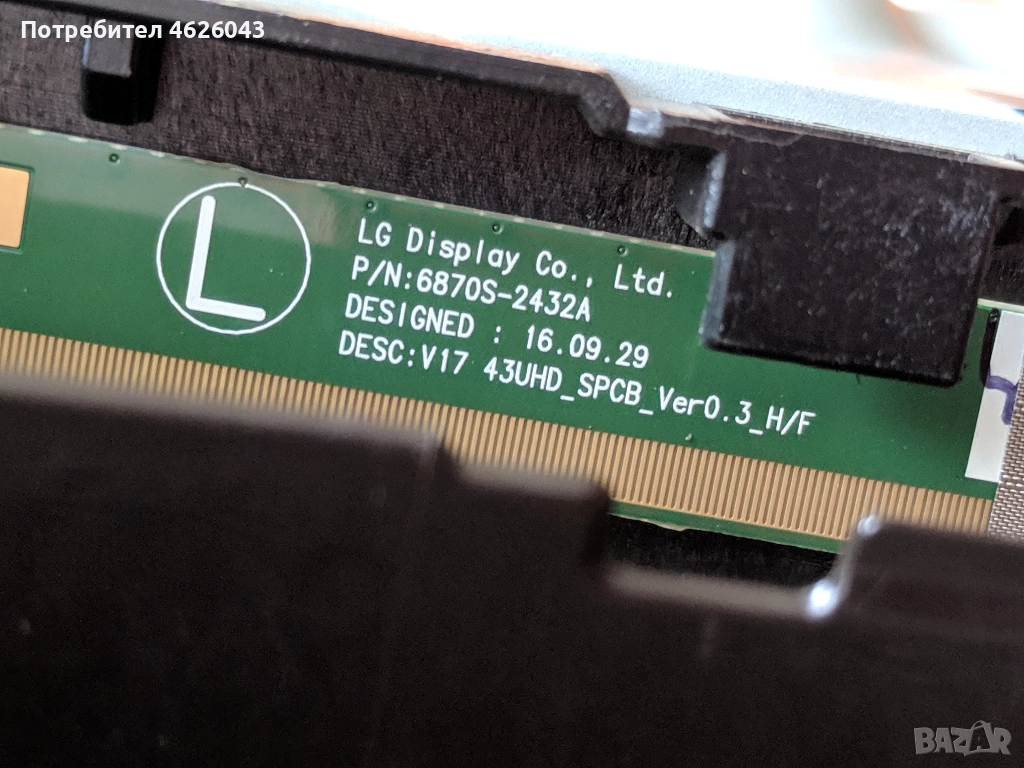 Потребител 4626043
L
LG Display Co., Ltd.
P/N:6870S-2432A
DESIGNED : 16.09.29
DESC:V17 43UHD_SPCB_Ver0.3_H/F
BAZAR